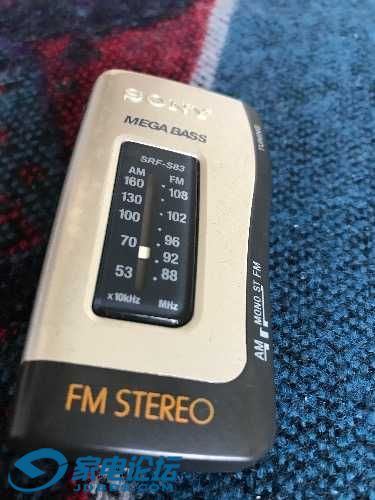 SONY
MEGA BASS
SRF-S83
AM FM
160 108
130
100 102
70 96
92
53 88
x10kHz MHz
FM STEREO
TUNING
AM MONO ST FM
家电论坛